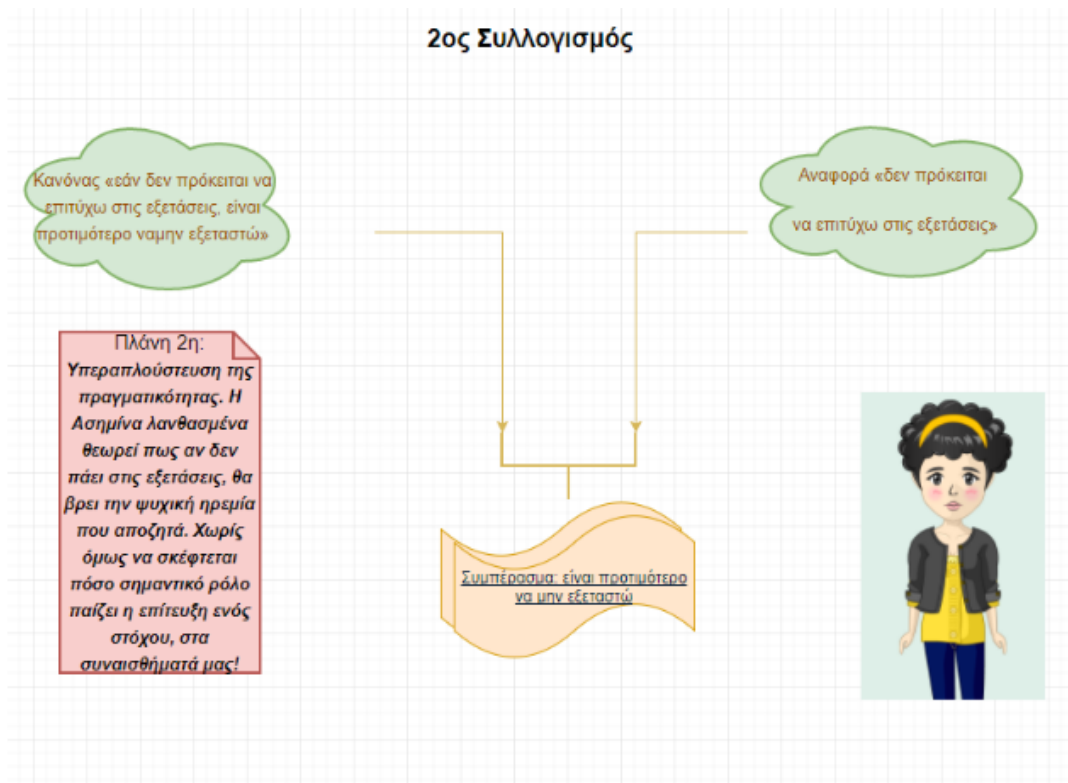 2ος Συλλογισμός
Κανόνας «εάν δεν πρόκειται να
επιτύχω στις εξετάσεις, είναι
προτιμότερο ναμην εξεταστώ»
Αναφορά «δεν πρόκειται
να επιτύχω στις εξετάσεις»
Πλάνη 2η:
Υπεραπλούστευση της
πραγματικότητας. Η
Ασημίνα λανθασμένα
θεωρεί πως αν δεν
πάει στις εξετάσεις, θα
βρει την ψυχική ηρεμία
που αποζητά. Χωρίς
όμως να σκέφτεται
πόσο σημαντικό ρόλο
παίζει η επίτευξη ενός
στόχου, στα
συναισθήματά μας!
Συμπέρασμα: είναι προτιμότερο
να μην εξεταστώ